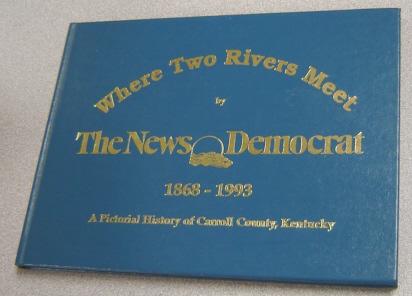 Where Two Rivers Meet
by
The News Democrat
1868 - 1993
A Pictorial History of Carroll County, Kentucky